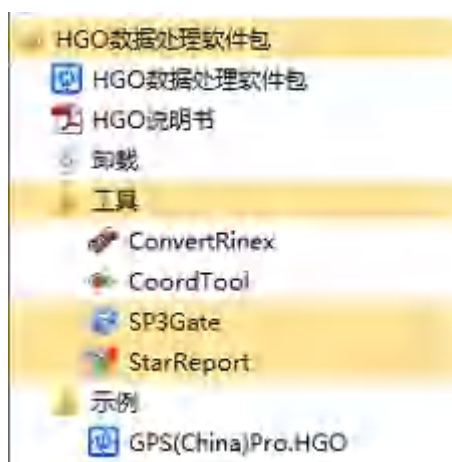 HGO数据处理软件包
HGO数据处理软件包
HGO说明书
卸载
工具
ConvertRinex
CoordTool
SP3Gate
StarReport
示例
GPS(China)Pro.HGO